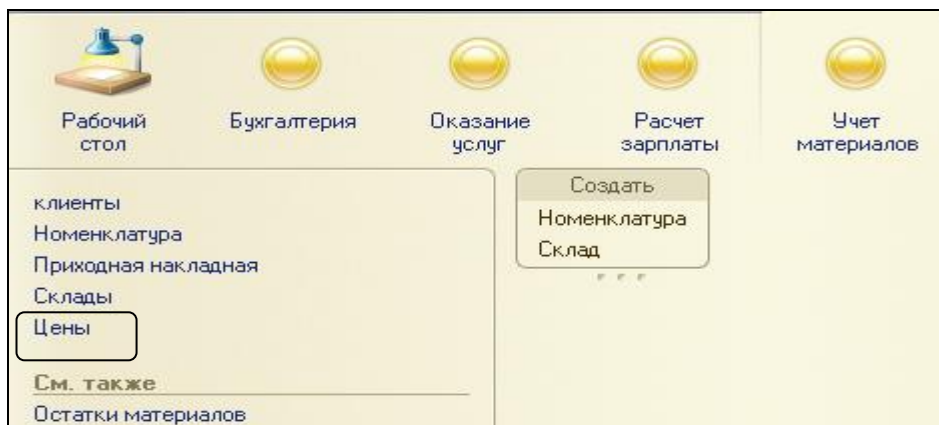 Рабочий стол
Бухгалтерия
Оказание услуг
Расчет зарплаты
Учет материалов
клиенты
Номенклатура
Приходная накладная
Склады
Цены
См. также
Остатки материалов
Создать
Номенклатура
Склад